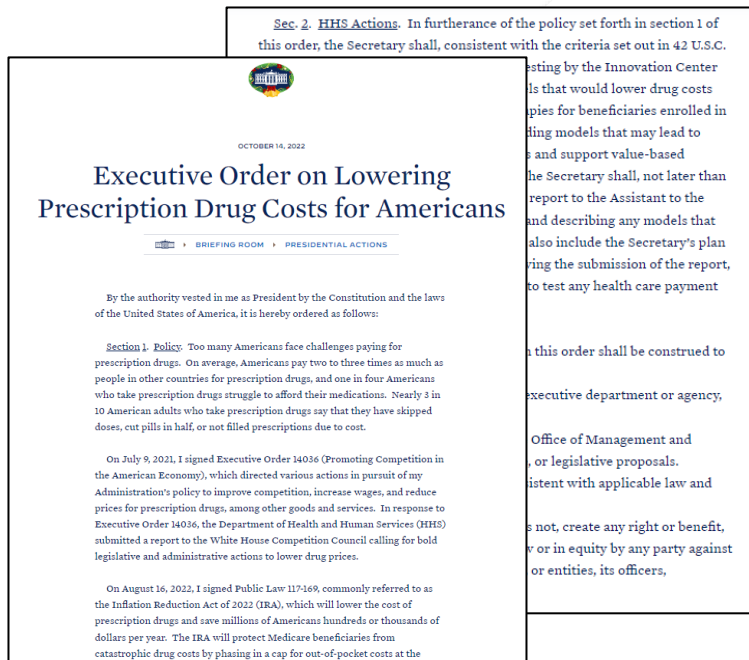 OCTOBER 14, 2022
Executive Order on Lowering
Prescription Drug Costs for Americans
BRIEFING ROOM PRESIDENTIAL ACTIONS
By the authority vested in me as President by the Constitution and the laws
of the United States of America, it is hereby ordered as follows:
Section 1. Policy. Too many Americans face challenges paying for
prescription drugs. On average, Americans pay two to three times as much as
people in other countries for prescription drugs, and one in four Americans
who take prescription drugs struggle to afford their medications. Nearly 3 in
10 American adults who take prescription drugs say that they have skipped
doses, cut pills in half, or not filled prescriptions due to cost.
On July 9, 2021, I signed Executive Order 14036 (Promoting Competition in
the American Economy), which directed various actions in pursuit of my
Administration's policy to improve competition, increase wages, and reduce
prices for prescription drugs, among other goods and services. In response to
Executive Order 14036, the Department of Health and Human Services (HHS)
submitted a report to the White House Competition Council calling for bold
legislative and administrative actions to lower drug prices.
On August 16, 2022, I signed Public Law 117-169, commonly referred to as
the Inflation Reduction Act of 2022 (IRA), which will lower the cost of
prescription drugs and save millions of Americans hundreds or thousands of
dollars per year. The IRA will protect Medicare beneficiaries from
catastrophic drug costs by phasing in a cap for out-of-pocket costs at the
Sec. 2. HHS Actions. In furtherance of the policy set forth in section 1 of
this order, the Secretary shall, consistent with the criteria set out in 42 U.S.C.
esting by the Innovation Center
ls that would lower drug costs
pies for beneficiaries enrolled in
ding models that may lead to
s and support value-based
he Secretary shall, not later than
report to the Assistant to the
and describing any models that
also include the Secretary's plan
ving the submission of the report,
to test any health care payment
this order shall be construed to
executive department or agency,
Office of Management and
, or legislative proposals.
istent with applicable law and
s not, create any right or benefit,
v or in equity by any party against
or entities, its officers,